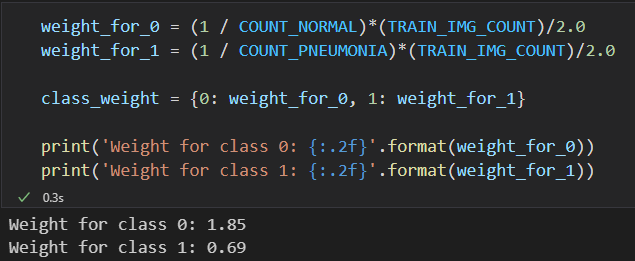 weight_for_0 = (1 / COUNT_NORMAL)*(TRAIN_IMG_COUNT)/2.0
weight_for_1 = (1 / COUNT_PNEUMONIA)*(TRAIN_IMG_COUNT)/2.0
class_weight = {0: weight_for_0, 1: weight_for_1}
print('Weight for class 0: {:.2f}'.format(weight_for_0))
print('Weight for class 1: {:.2f}'.format(weight_for_1))
✓ 0.3s
Weight for class 0: 1.85
Weight for class 1: 0.69